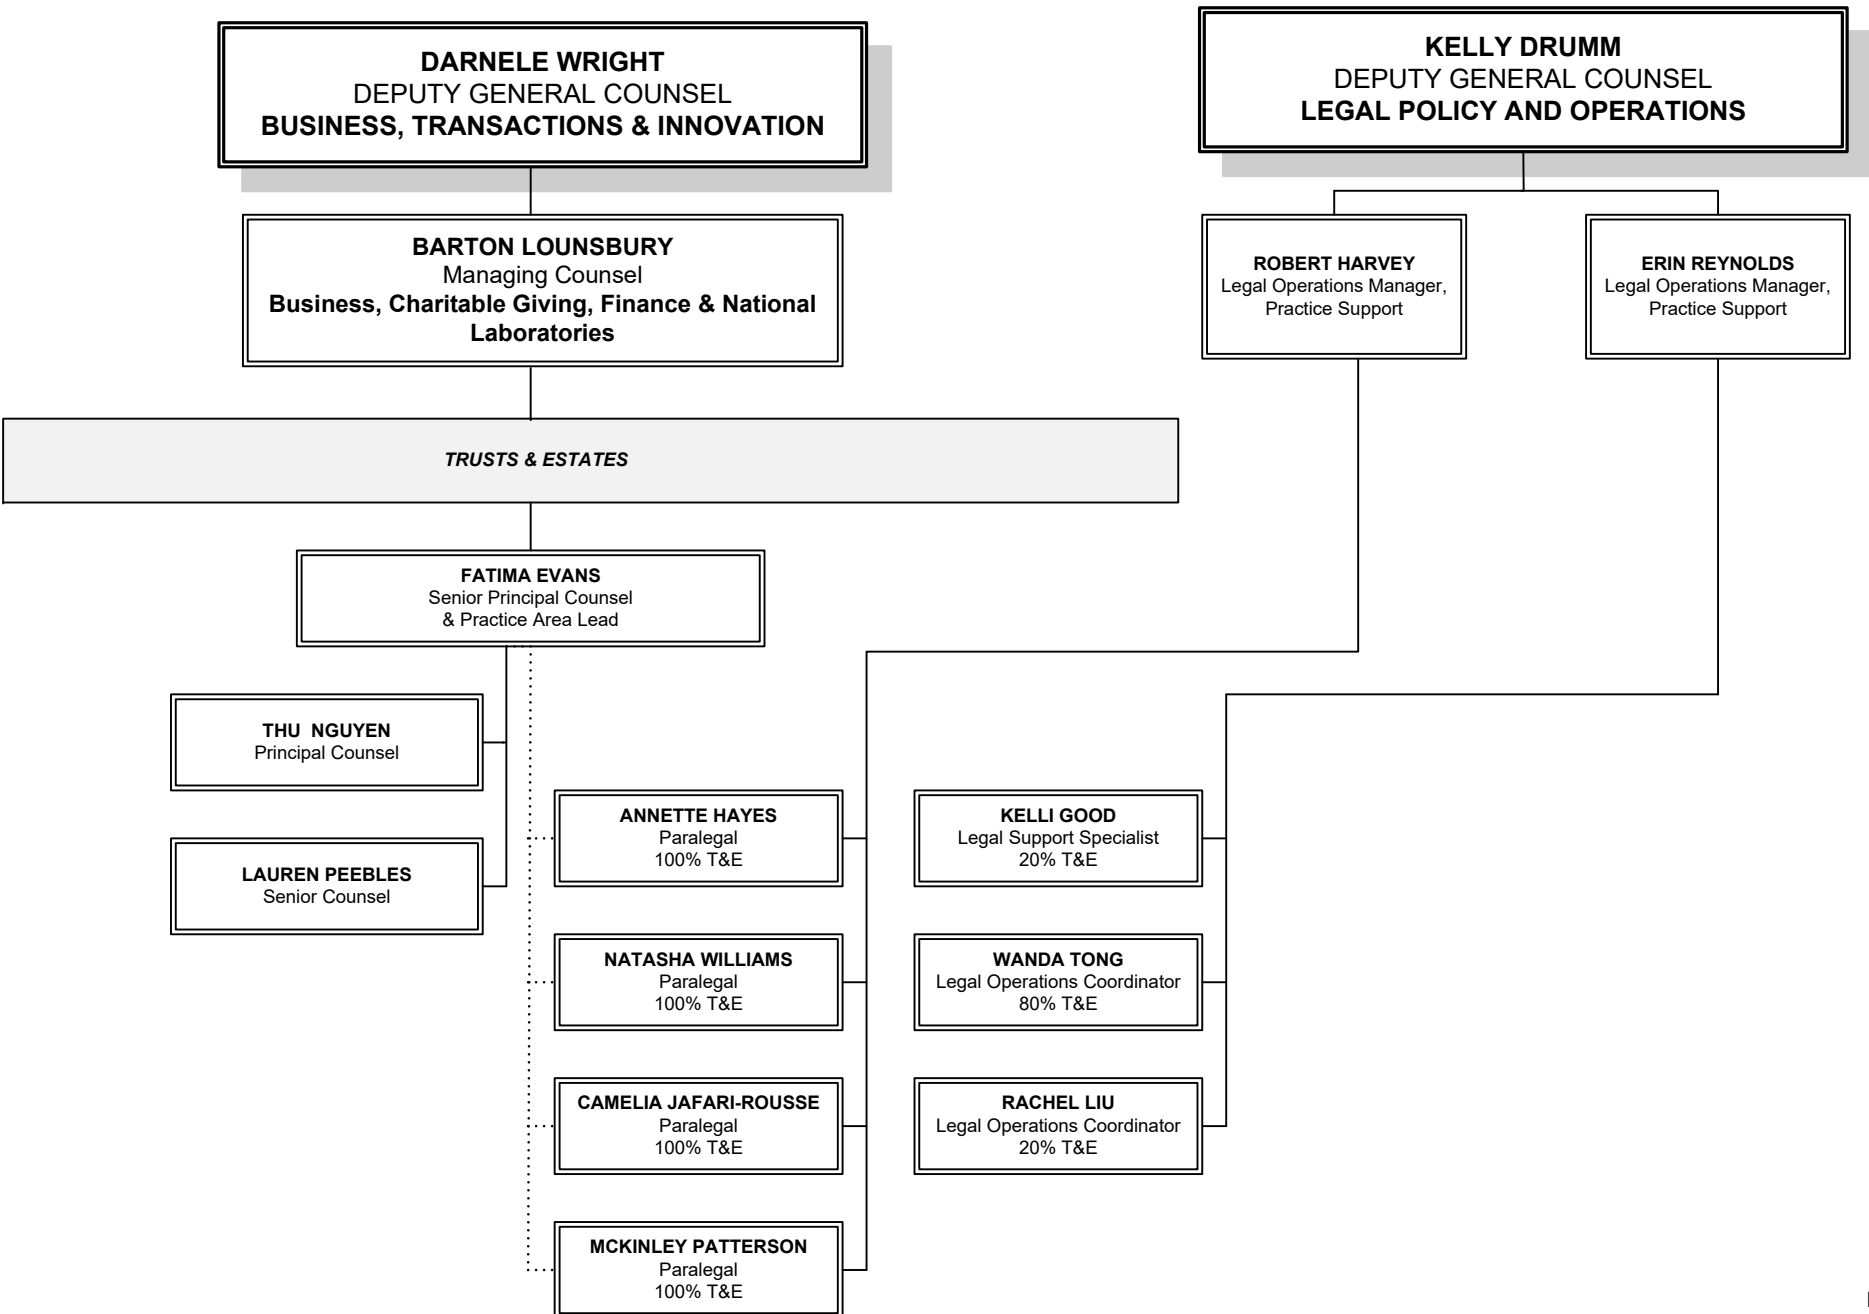 DARNELE WRIGHT
DEPUTY GENERAL COUNSEL
BUSINESS, TRANSACTIONS & INNOVATION
KELLY DRUMM
DEPUTY GENERAL COUNSEL
LEGAL POLICY AND OPERATIONS
BARTON LOUNSBURY
Managing Counsel
Business, Charitable Giving, Finance & National
Laboratories
ROBERT HARVEY
Legal Operations Manager,
Practice Support
ERIN REYNOLDS
Legal Operations Manager,
Practice Support
TRUSTS & ESTATES
FATIMA EVANS
Senior Principal Counsel
& Practice Area Lead
THU  NGUYEN
Principal Counsel
LAUREN PEEBLES
Senior Counsel
ANNETTE HAYES
Paralegal
100% T&E
NATASHA WILLIAMS
Paralegal
100% T&E
CAMELIA JAFARI-ROUSSE
Paralegal
100% T&E
MCKINLEY PATTERSON
Paralegal
100% T&E
KELLI GOOD
Legal Support Specialist
20% T&E
WANDA TONG
Legal Operations Coordinator
80% T&E
RACHEL LIU
Legal Operations Coordinator
20% T&E